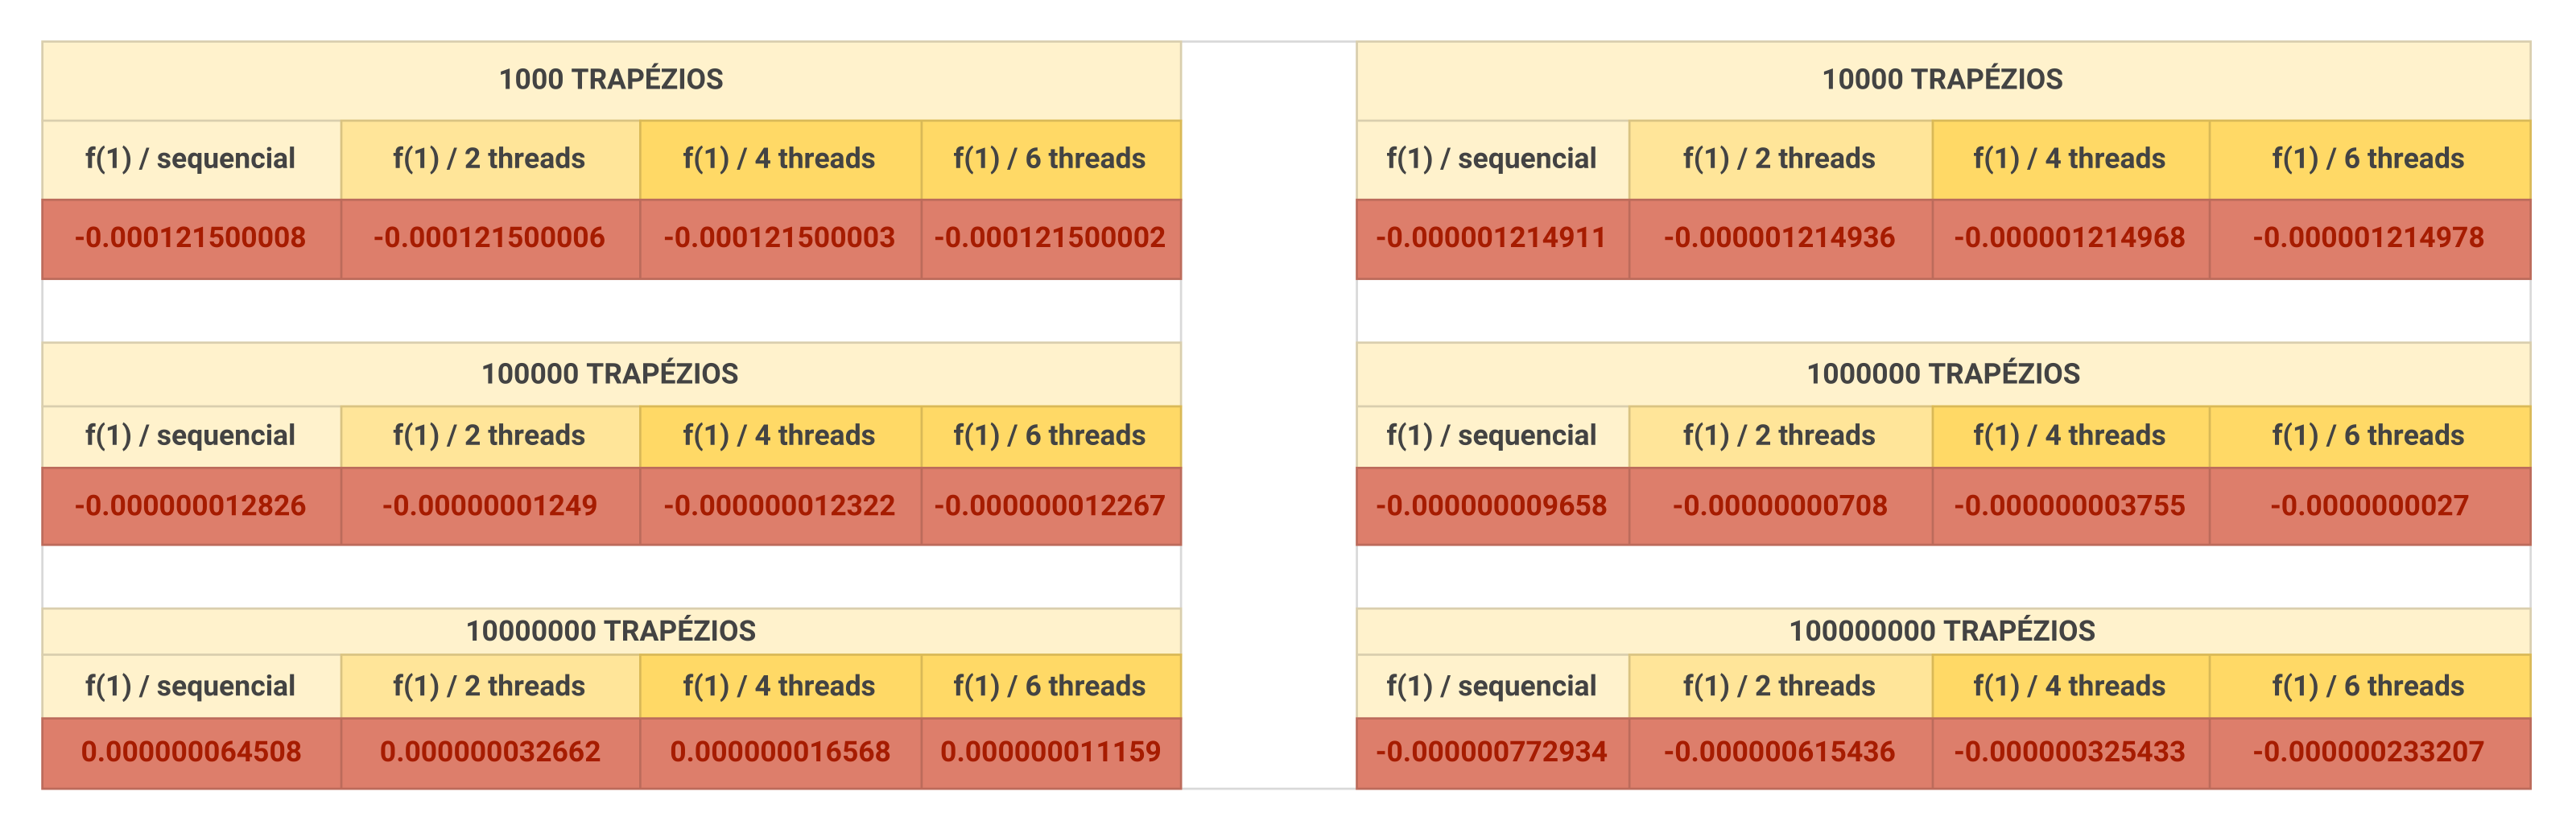 1000 TRAPÉZIOS
f(1) / sequencial f(1) / 2 threads f(1) / 4 threads f(1) / 6 threads
-0.000121500008 -0.000121500006 -0.000121500003 -0.000121500002
10000 TRAPÉZIOS
f(1) / sequencial f(1) / 2 threads f(1) / 4 threads f(1) / 6 threads
-0.000001214911 -0.000001214936 -0.000001214968 -0.000001214978
100000 TRAPÉZIOS
f(1) / sequencial f(1) / 2 threads f(1) / 4 threads f(1) / 6 threads
-0.000000012826 -0.00000001249 -0.000000012322 -0.000000012267
1000000 TRAPÉZIOS
f(1) / sequencial f(1) / 2 threads f(1) / 4 threads f(1) / 6 threads
-0.000000009658 -0.00000000708 -0.000000003755 -0.0000000027
10000000 TRAPÉZIOS
f(1) / sequencial f(1) / 2 threads f(1) / 4 threads f(1) / 6 threads
0.000000064508 0.000000032662 0.000000016568 0.000000011159
100000000 TRAPÉZIOS
f(1) / sequencial f(1) / 2 threads f(1) / 4 threads f(1) / 6 threads
-0.000000772934 -0.000000615436 -0.000000325433 -0.000000233207